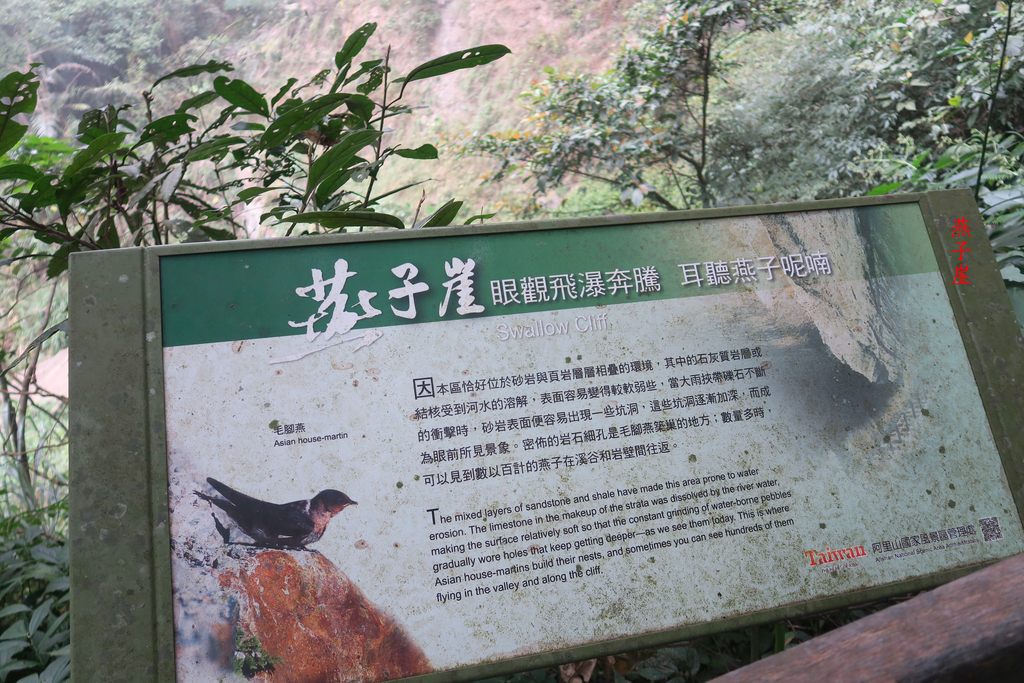 燕子崖 眼觀飛瀑奔騰 耳聽燕子呢喃
Swallow Cliff
燕子崖
因本區恰好位於砂岩與頁岩層層相疊的環境，其中的石灰質岩層或
結核受到河水的溶解，表面容易變得較軟弱些，當大雨挾帶礫石不斷
的衝擊時，砂岩表面便容易出現一些坑洞，這些坑洞逐漸加深，而成
為眼前所見景象。密佈的岩石細孔是毛腳燕築巢的地方，數量多時，
可以見到數以百計的燕子在溪谷和岩壁間往返。
毛腳燕
Asian house-martin
The mixed layers of sandstone and shale have made this area prone to water
erosion. The limestone in the makeup of the strata was dissolved by the river water,
making the surface relatively soft so that the constant grinding of water-borne pebbles
gradually wore holes that keep getting deeper—as we see them today. This is where
Asian house-martins build their nests, and sometimes you can see hundreds of them
flying in the valley and along the cliff.
Taiwan
阿里山國家風景區管理處
Alishan National Scenic Area Administration